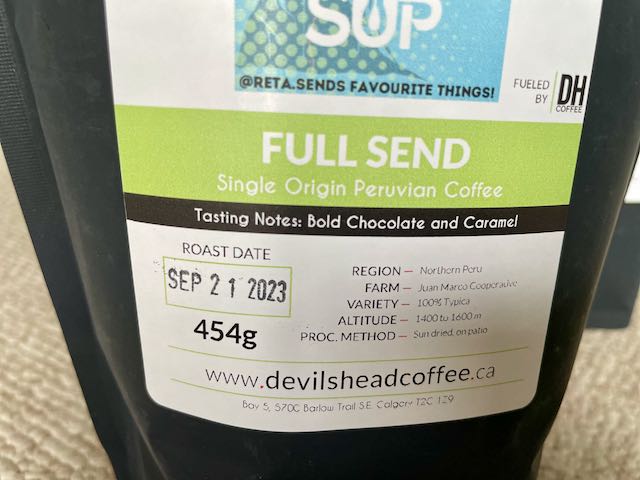 SUP
@RETA.SENDS FAVOURITE THINGS!
FUELED BY
DH
COFFEE
FULL SEND
Single Origin Peruvian Coffee
Tasting Notes: Bold Chocolate and Caramel
ROAST DATE
SEP 21 2023
454g
REGION — Northern Peru
FARM — Juan Marco Cooperative
VARIETY — 100% Typica
ALTITUDE — 1400 to 1600 m
PROC. METHOD — Sun dried, on patio
www.devilsheadcoffee.ca
Bay 5, 5700 Barlow Trail S.E. Calgary T2C 1Z9